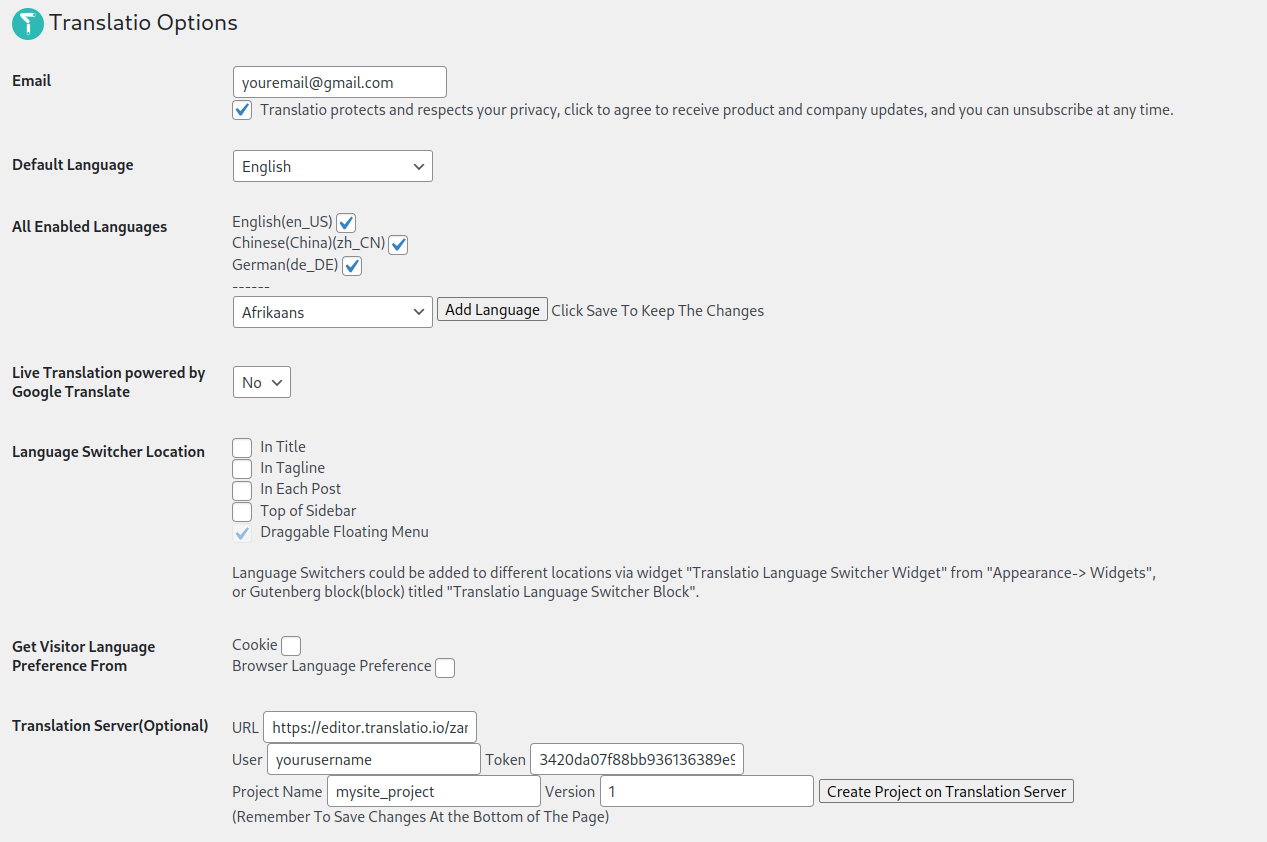 Translatio Options
Email
youremail@gmail.com
Translatio protects and respects your privacy, click to agree to receive product and company updates, and you can unsubscribe at any time.
Default Language
English
All Enabled Languages
English(en_US)
Chinese(China)(zh_CN)
German(de_DE)
------
Afrikaans Add Language Click Save To Keep The Changes
Live Translation powered by
Google Translate
No
Language Switcher Location
In Title
In Tagline
In Each Post
Top of Sidebar
Draggable Floating Menu
Language Switchers could be added to different locations via widget "Translatio Language Switcher Widget" from "Appearance-> Widgets",
or Gutenberg block(block) titled "Translatio Language Switcher Block".
Get Visitor Language
Preference From
Cookie
Browser Language Preference
Translation Server(Optional)
URL https://editor.translatio.io/zar
User yourusername Token 3420da07f88bb936136389e9
Project Name mysite_project Version 1 Create Project on Translation Server
(Remember To Save Changes At the Bottom of The Page)